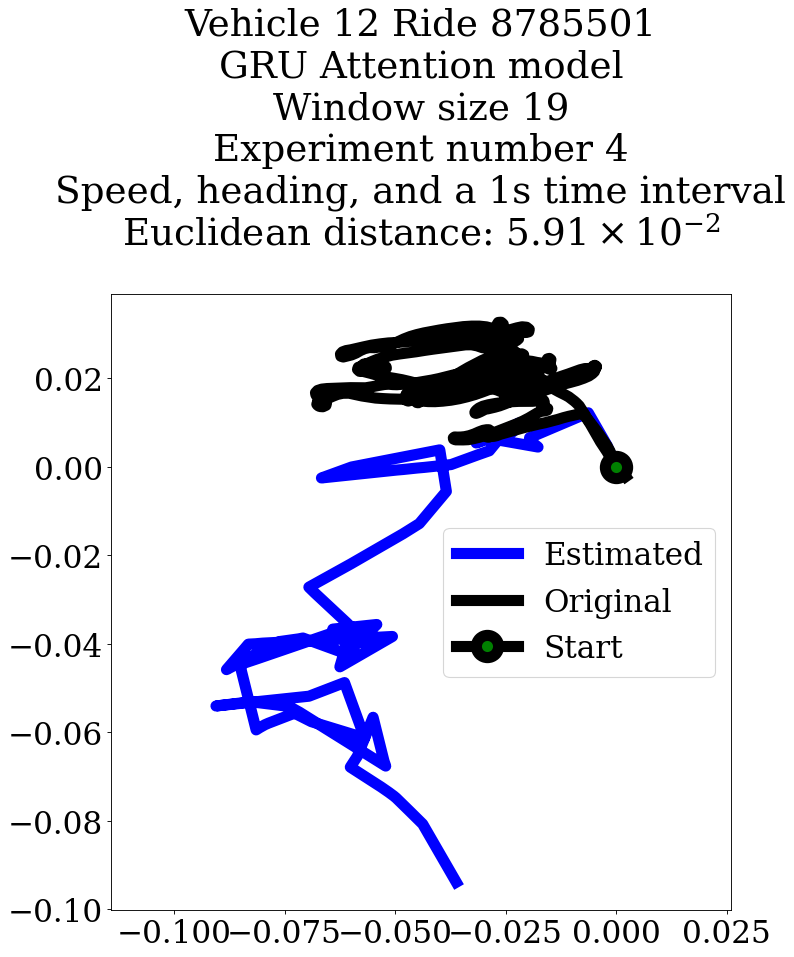 Vehicle 12 Ride 8785501
GRU Attention model
Window size 19
Experiment number 4
Speed, heading, and a 1s time interval
Euclidean distance: 5.91 × 10⁻²
0.02
0.00
−0.02
−0.04
−0.06
−0.08
−0.10
Estimated
Original
Start
−0.100 −0.075 −0.050 −0.025 0.000 0.025